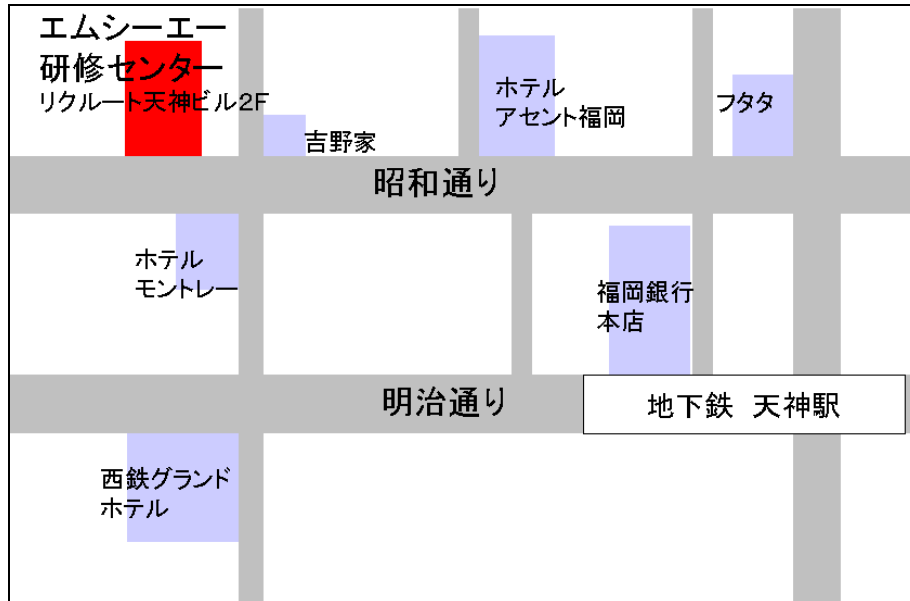 エムシーエー
研修センター
リクルート天神ビル2F
吉野家
ホテル
アセント福岡
フタタ
昭和通り
ホテル
モントレー
福岡銀行
本店
明治通り
地下鉄 天神駅
西鉄グランド
ホテル